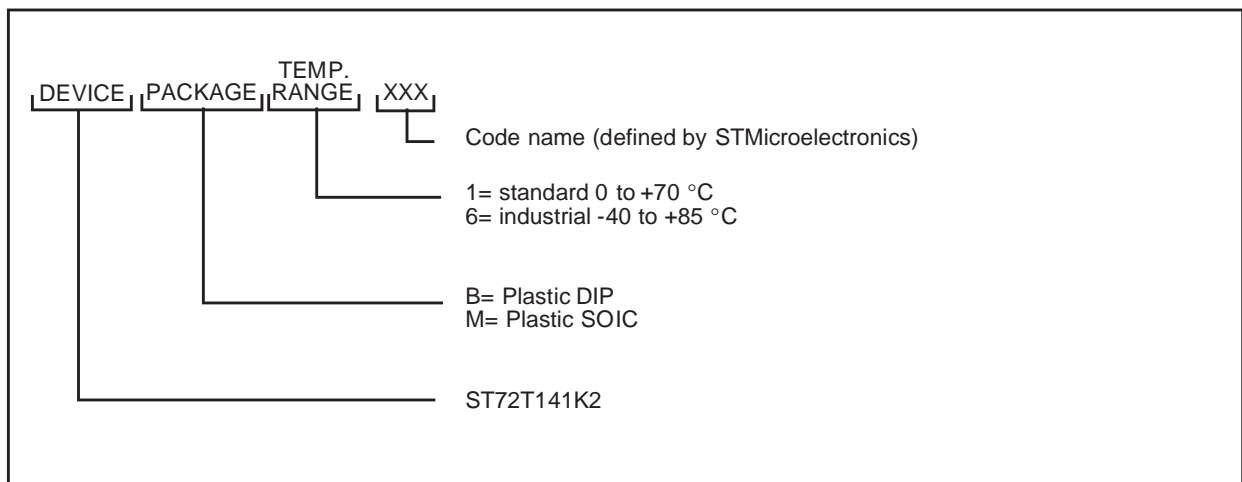 TEMP.
DEVICE PACKAGE RANGE XXX
Code name (defined by STMicroelectronics)
1= standard 0 to +70 °C
6= industrial -40 to +85 °C
B= Plastic DIP
M= Plastic SOIC
ST72T141K2